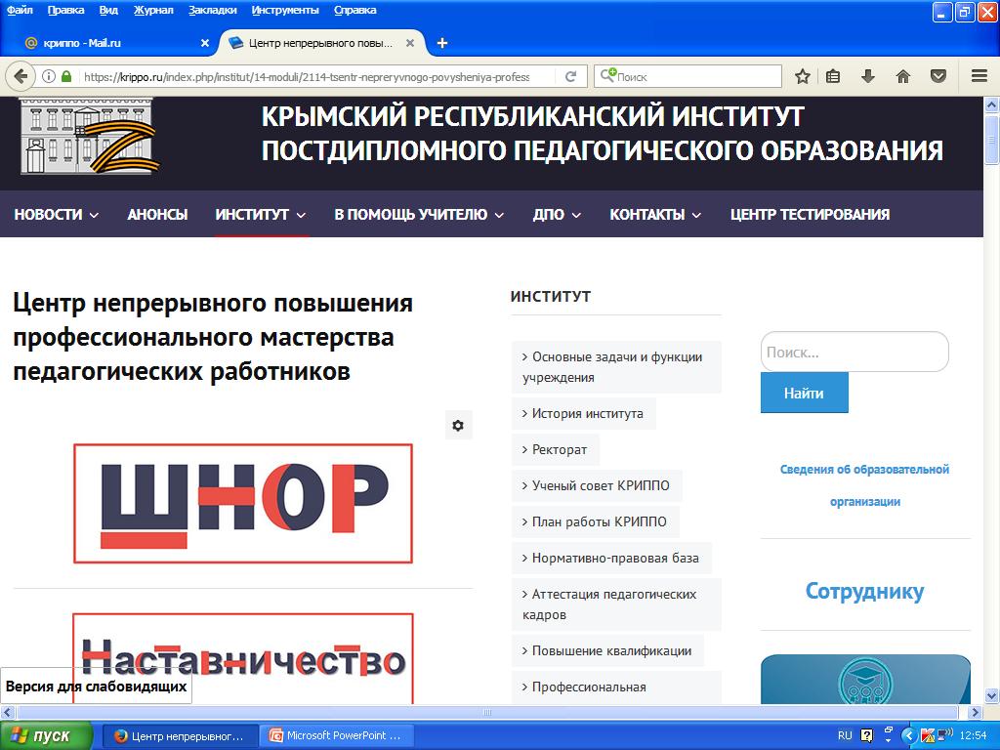 Файл Правка Вид Журнал Закладки Инструменты Справка
криппо - Mail.ru
Центр непрерывного повы...
https://krippo.ru/index.php/institut/14-moduli/2114-tsentr-nepreryvnogo-povysheniya-profess
Поиск
КРЫМСКИЙ РЕСПУБЛИКАНСКИЙ ИНСТИТУТ
ПОСТДИПЛОМНОГО ПЕДАГОГИЧЕСКОГО ОБРАЗОВАНИЯ
НОВОСТИ АНОНСЫ ИНСТИТУТ В ПОМОЩЬ УЧИТЕЛЮ ДПО КОНТАКТЫ ЦЕНТР ТЕСТИРОВАНИЯ
Центр непрерывного повышения
профессионального мастерства
педагогических работников
ШНОР
Наставничество
Версия для слабовидящих
ИНСТИТУТ
> Основные задачи и функции
учреждения
> История института
> Ректорат
> Ученый совет КРИППО
> План работы КРИППО
> Нормативно-правовая база
> Аттестация педагогических
кадров
> Повышение квалификации
> Профессиональная
Поиск...
Найти
Сведения об образовательной
организации
Сотруднику
пуск
Центр непрерывног...
Microsoft PowerPoint ...
RU
12:54